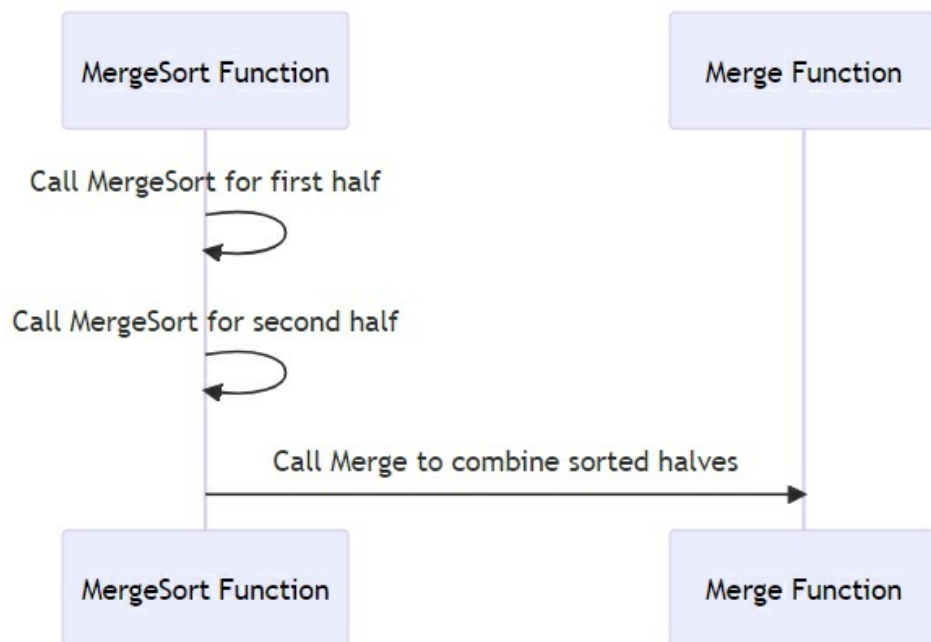 MergeSort Function
Merge Function
Call MergeSort for first half
Call MergeSort for second half
Call Merge to combine sorted halves
MergeSort Function
Merge Function